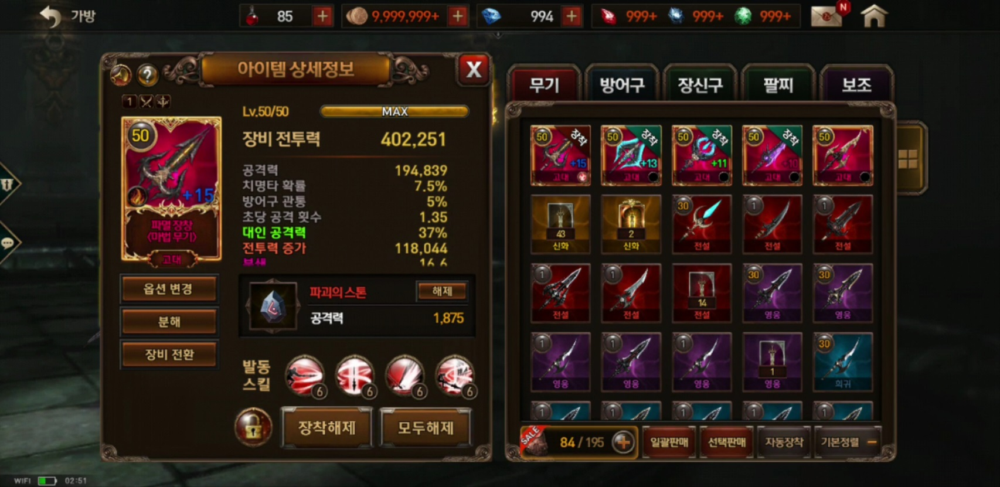 가방
85
9,999,999+
994
999+
999+
999+
N
아이템 상세정보
X
?
1
Lv.50/50
MAX
50
+15
파멸 장창
<마법 무기>
고대
장비 전투력 402,251
공격력 194,839
치명타 확률 7.5%
방어구 관통 5%
초당 공격 횟수 1.35
대인 공격력 37%
전투력 증가 118,044
16.6
옵션 변경
분해
장비 전환
파괴의 스톤
해제
공격력 1,875
발동
스킬
6
6
6
6
장착해제
모두해제
무기
방어구
장신구
팔찌
보조
50 장착 +15 고대
50 장착 +13 고대
50 장착 +11 고대
50 장착 +10 고대
50 고대
43 신화
2 신화
30 전설
1 전설
1 전설
1 전설
1 전설
14 전설
30 영웅
30 영웅
1 영웅
1 영웅
1 영웅
1 영웅
30 희귀
1
1
1
1
1
SALE
84 / 195
일괄판매
선택판매
자동장착
기본정렬
WIFI
02:51